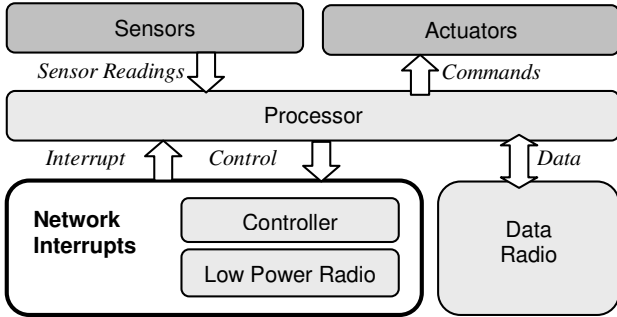 Sensors
Actuators
Sensor Readings
Commands
Processor
Interrupt
Control
Data
Network
Interrupts
Controller
Low Power Radio
Data
Radio